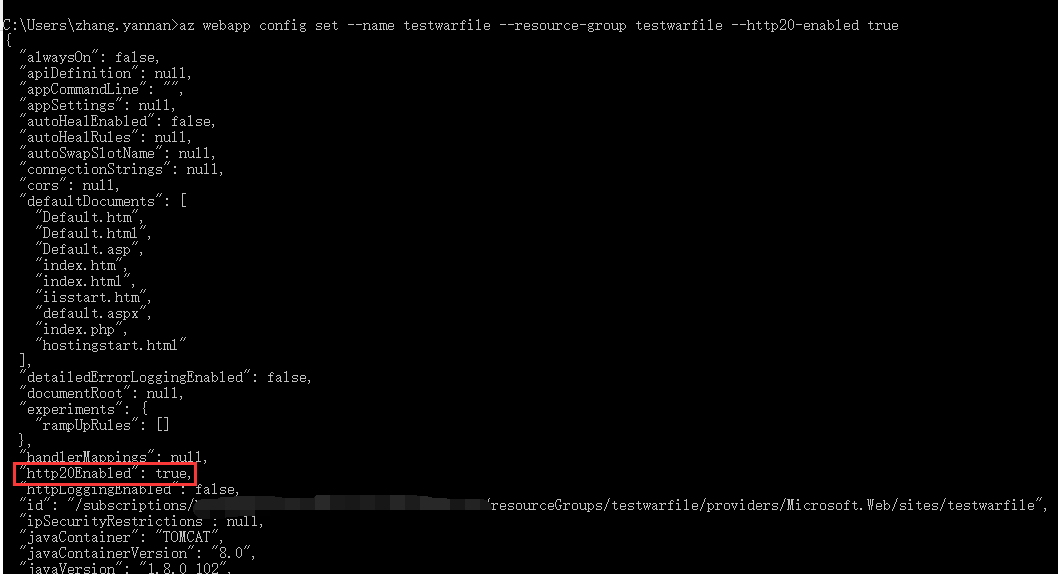 C:\Users\zhang.yannan>az webapp config set --name testwarfile --resource-group testwarfile --http20-enabled true
{
"alwaysOn": false,
"apiDefinition": null,
"appCommandLine": "",
"appSettings": null,
"autoHealEnabled": false,
"autoHealRules": null,
"autoSwapSlotName": null,
"connectionStrings": null,
"cors": null,
"defaultDocuments": [
"Default.htm",
"Default.html",
"Default.asp",
"index.htm",
"index.html",
"iisstart.htm",
"default.aspx",
"index.php",
"hostingstart.html"
],
"detailedErrorLoggingEnabled": false,
"documentRoot": null,
"experiments": {
"rampUpRules": []
},
"handlerMappings": null,
"http20Enabled": true,
"httpLoggingEnabled": false,
"id": "/subscriptions/ /resourceGroups/testwarfile/providers/Microsoft.Web/sites/testwarfile",
"ipSecurityRestrictions": null,
"javaContainer": "TOMCAT",
"javaContainerVersion": "8.0",
"javaVersion": "1.8.0_102",